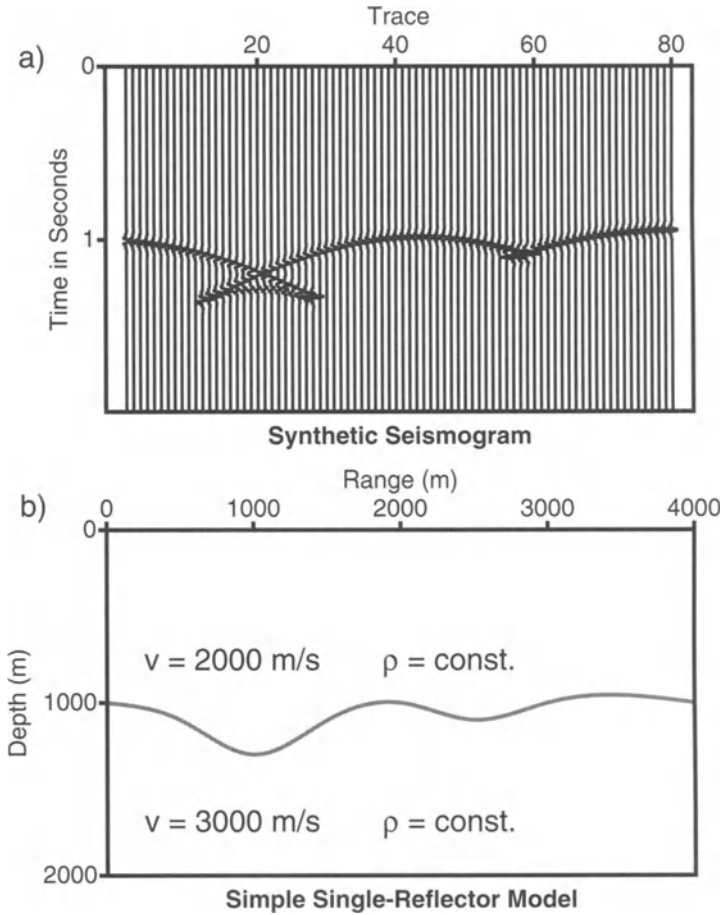 Trace
a)
20 40 60 80
0
1
Time in Seconds
Synthetic Seismogram
Range (m)
b)
0 1000 2000 3000 4000
0
1000
2000
Depth (m)
v = 2000 m/s ρ = const.
v = 3000 m/s ρ = const.
Simple Single-Reflector Model